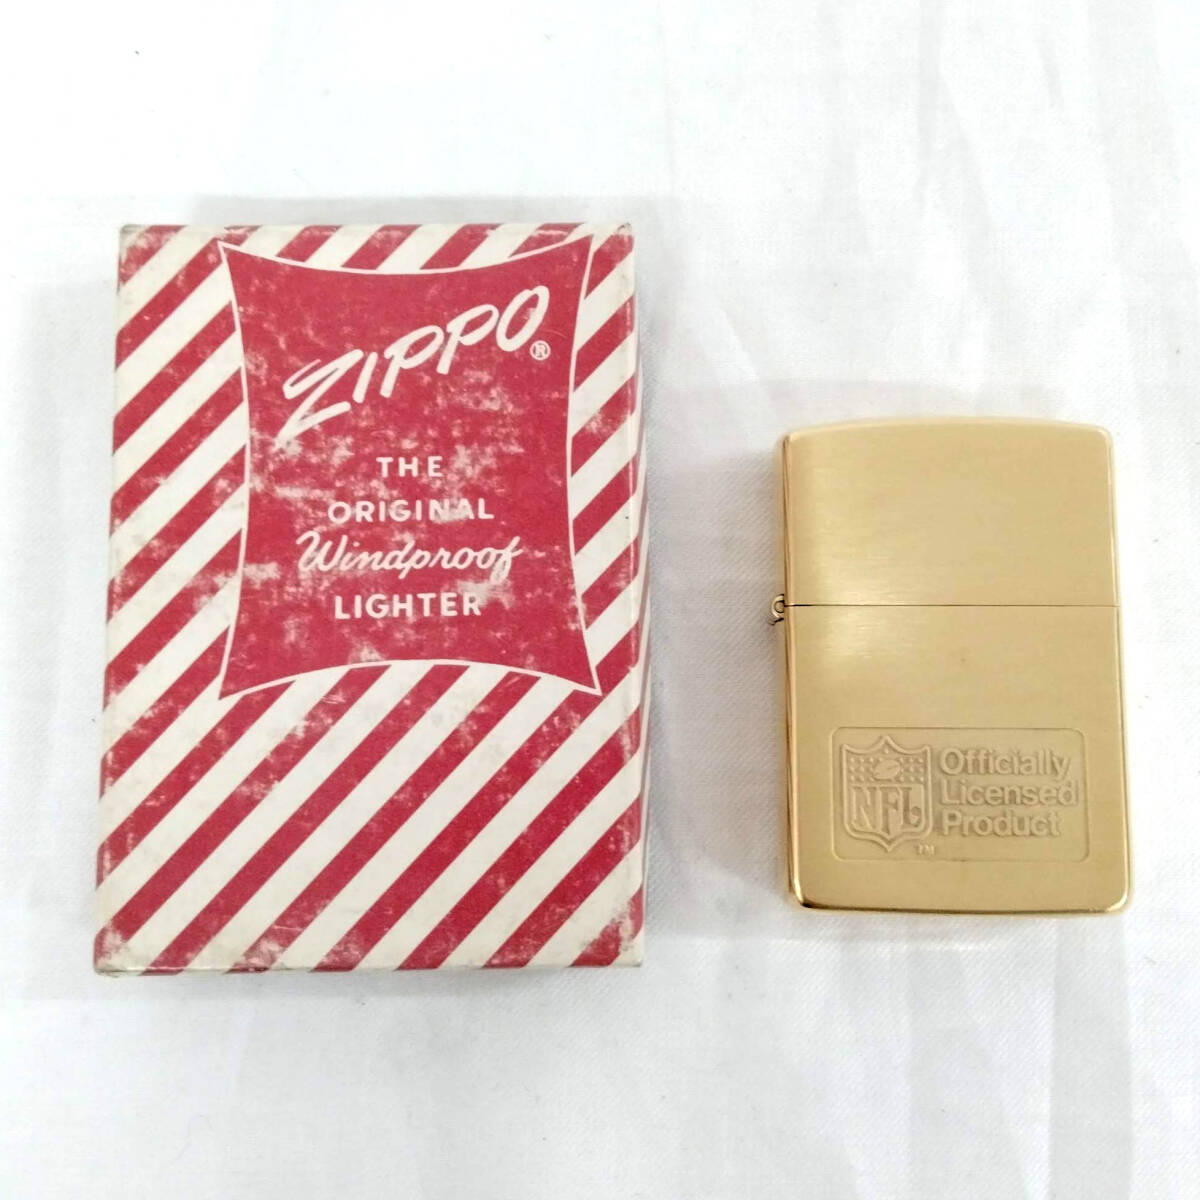 ZIPPO®
THE
ORIGINAL
Windproof
LIGHTER
NFL
Officially
Licensed
Product
TM